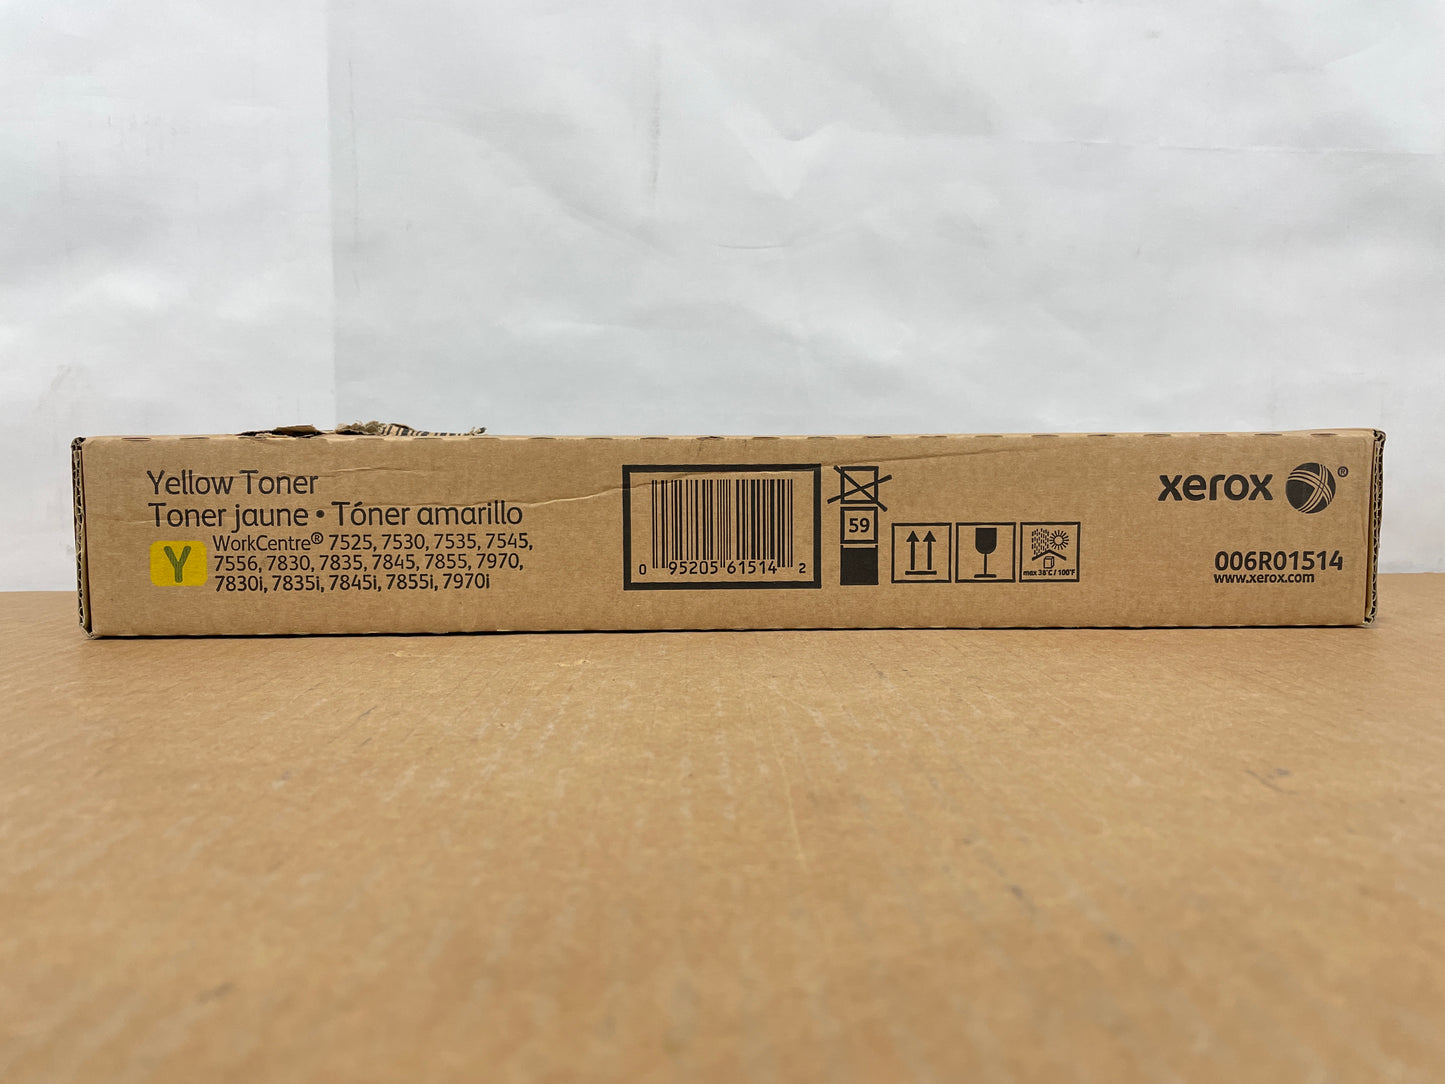 Yellow Toner
Toner jaune • Tóner amarillo
Y
WorkCentre® 7525, 7530, 7535, 7545,
7556, 7830, 7835, 7845, 7855, 7970,
7830i, 7835i, 7845i, 7855i, 7970i
0 95205 61514 2
59
max 38°C / 100°F
xerox ®
006R01514
www.xerox.com